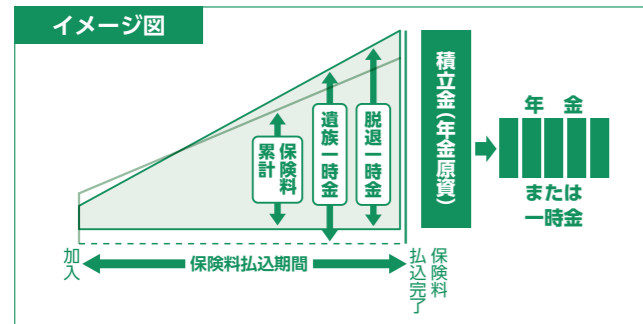 イメージ図
保険料
累計
遺族一時金
脱退一時金
積立金(年金原資)
年 金
または
一時金
加入
保険料払込期間
保険料
払込完了